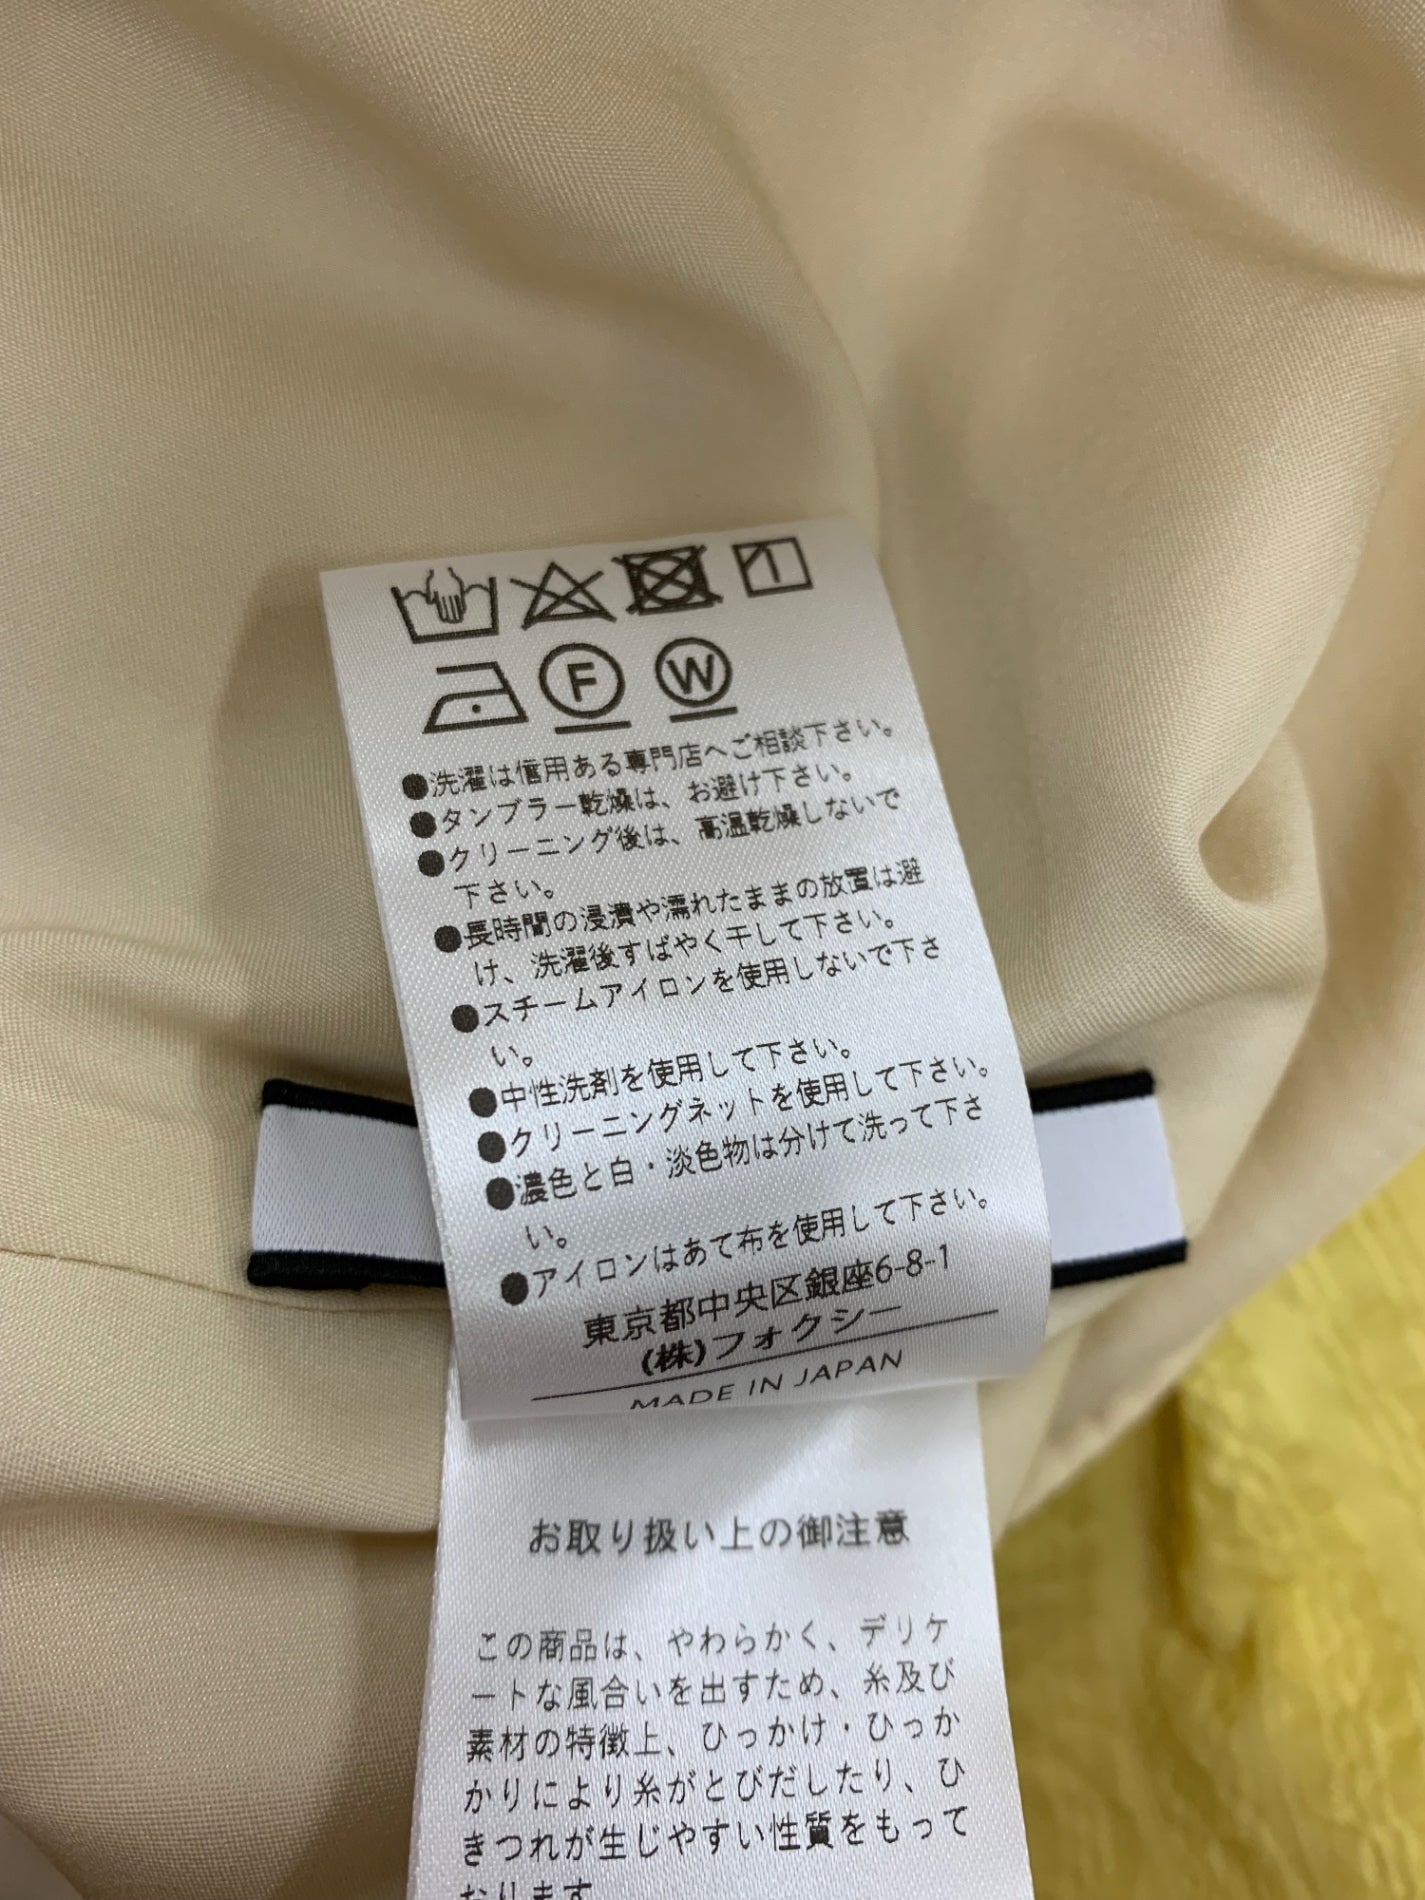 F W
●洗濯は信用ある専門店へご相談下さい。
●タンブラー乾燥は、お避け下さい。
●クリーニング後は、高温乾燥しないで
下さい。
●長時間の浸漬や濡れたままの放置は避
け、洗濯後すばやく干して下さい。
●スチームアイロンを使用しないで下さ
い。
●中性洗剤を使用して下さい。
●クリーニングネットを使用して下さい。
●濃色と白・淡色物は分けて洗って下さ
い。
●アイロンはあて布を使用して下さい。
東京都中央区銀座6-8-1
(株)フォクシー
MADE IN JAPAN
お取り扱い上の御注意
この商品は、やわらかく、デリケ
ートな風合いを出すため、糸及び
素材の特徴上、ひっかけ・ひっか
かりにより糸がとびだしたり、ひ
きつれが生じやすい性質をもって
おります